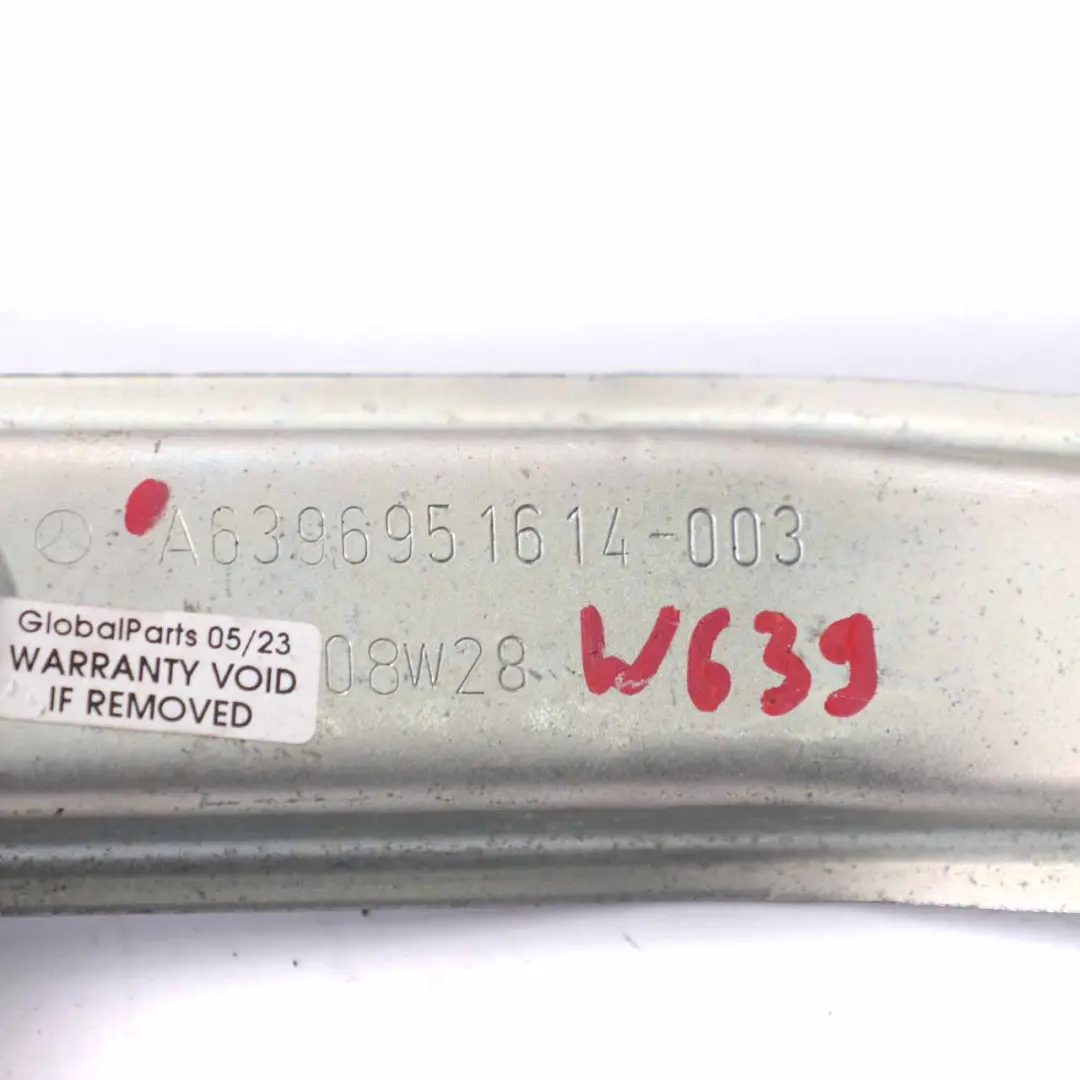 A6396951614-003
08W28 W639
GlobalParts 05/23
WARRANTY VOID
IF REMOVED